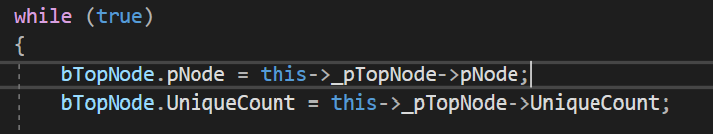 while (true)
{
bTopNode.pNode = this->_pTopNode->pNode;
bTopNode.UniqueCount = this->_pTopNode->UniqueCount;